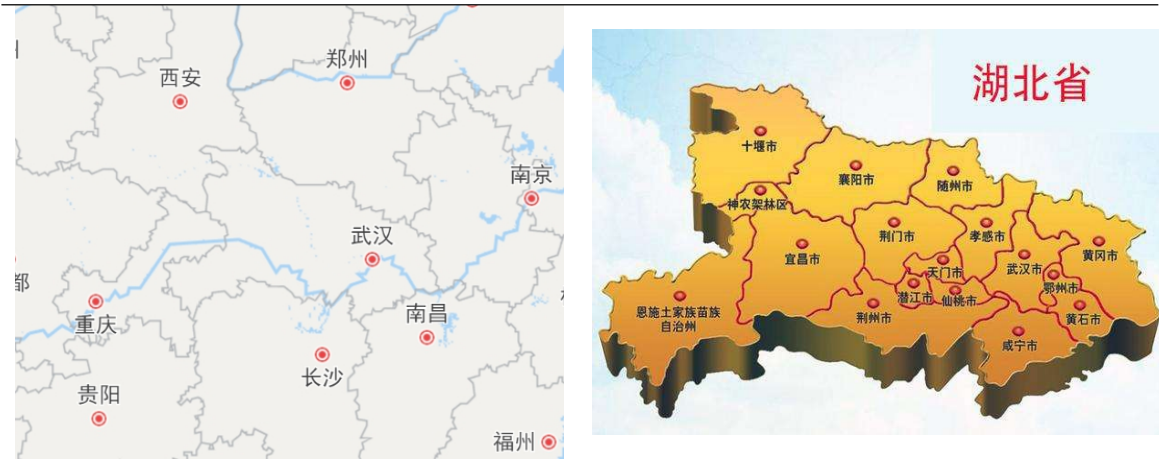 郑州
西安
南京
武汉
都
重庆
南昌
长沙
贵阳
福州
湖北省
十堰市
襄阳市
随州市
神农架林区
荆门市
孝感市
黄冈市
宜昌市
武汉市
天门市
鄂州市
潜江市
仙桃市
恩施土家族苗族
自治州
荆州市
黄石市
咸宁市